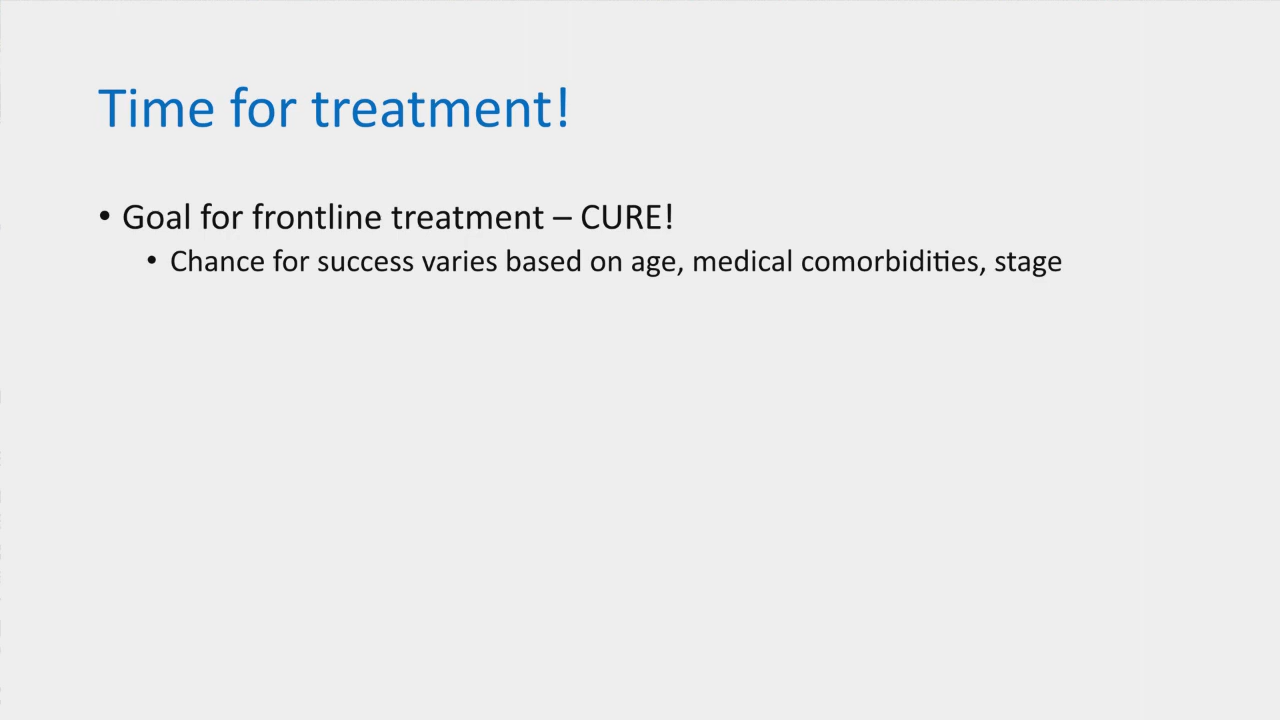 Time for treatment!
• Goal for frontline treatment – CURE!
• Chance for success varies based on age, medical comorbidities, stage